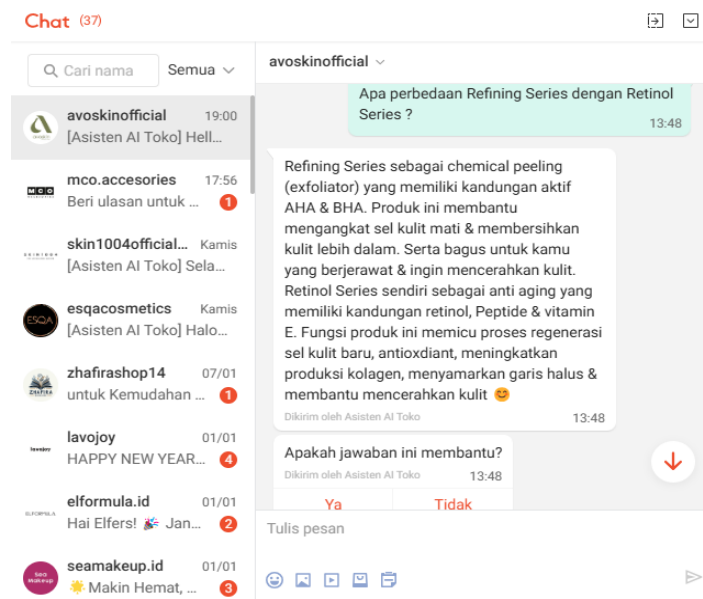 Chat (37)
Cari nama
Semua
avoskinofficial 19:00
[Asisten AI Toko] Hell...
mco.accesories 17:56
Beri ulasan untuk ... 1
skin1004official... Kamis
[Asisten AI Toko] Sela...
esqacosmetics Kamis
[Asisten AI Toko] Halo...
zhafirashop14 07/01
untuk Kemudahan ... 1
lavojoy 01/01
HAPPY NEW YEAR... 4
elformula.id 01/01
Hai Elfers! 🎉 Jan... 2
seamakeup.id 01/01
🌟 Makin Hemat, ... 3
MCO
ESQA
ZHAFIRA
lavojoy
ELFORMULA
Sea
Makeup
avoskinofficial
Apa perbedaan Refining Series dengan Retinol
Series ?
13:48
Refining Series sebagai chemical peeling
(exfoliator) yang memiliki kandungan aktif
AHA & BHA. Produk ini membantu
mengangkat sel kulit mati & membersihkan
kulit lebih dalam. Serta bagus untuk kamu
yang berjerawat & ingin mencerahkan kulit.
Retinol Series sendiri sebagai anti aging yang
memiliki kandungan retinol, Peptide & vitamin
E. Fungsi produk ini memicu proses regenerasi
sel kulit baru, antioxdiant, meningkatkan
produksi kolagen, menyamarkan garis halus &
membantu mencerahkan kulit 😊
Dikirim oleh Asisten AI Toko 13:48
Apakah jawaban ini membantu?
Dikirim oleh Asisten AI Toko 13:48
Ya Tidak
Tulis pesan